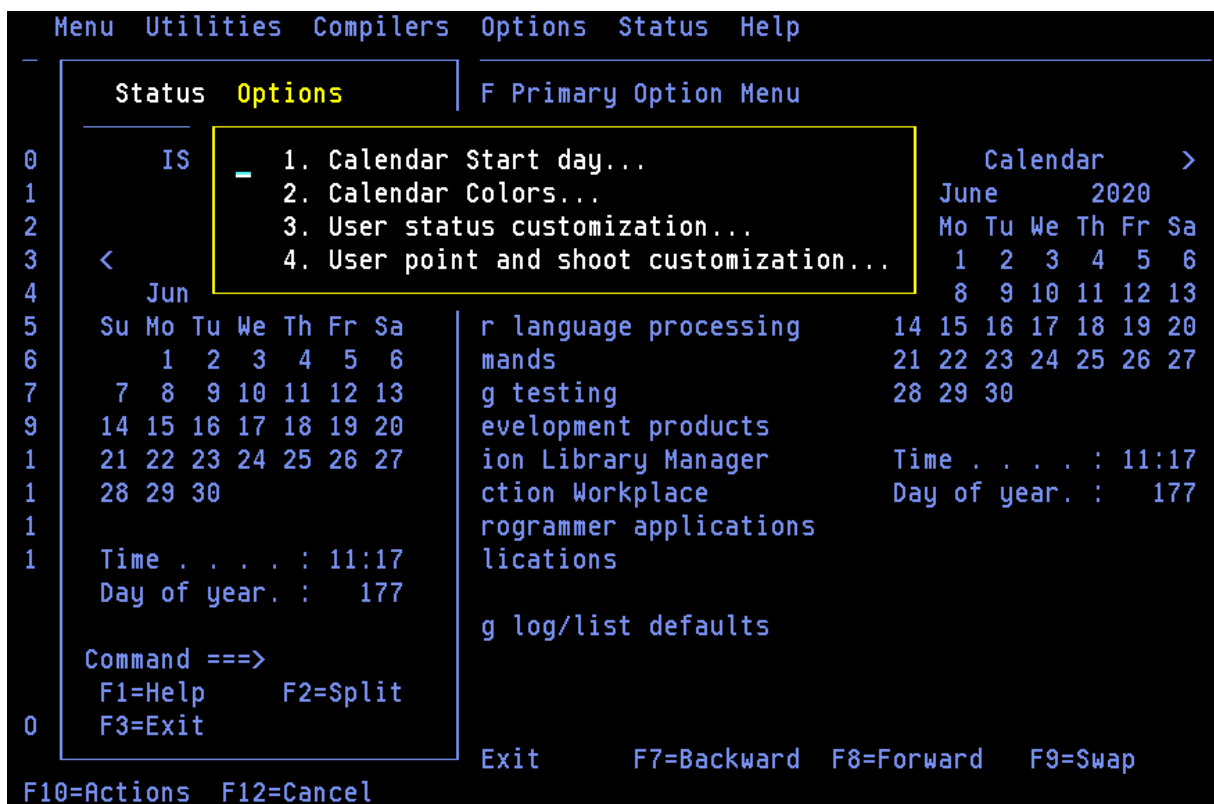 Menu Utilities Compilers Options Status Help
Status Options F Primary Option Menu
0 IS 1. Calendar Start day... Calendar >
1 2. Calendar Colors... June 2020
2 3. User status customization... Mo Tu We Th Fr Sa
3 < 4. User point and shoot customization... 1 2 3 4 5 6
4 Jun 8 9 10 11 12 13
5 Su Mo Tu We Th Fr Sa r language processing 14 15 16 17 18 19 20
6 1 2 3 4 5 6 mands 21 22 23 24 25 26 27
7 7 8 9 10 11 12 13 g testing 28 29 30
9 14 15 16 17 18 19 20 evelopment products
1 21 22 23 24 25 26 27 ion Library Manager Time . . . . : 11:17
1 28 29 30 ction Workplace Day of year. : 177
1 rogrammer applications
1 Time . . . . : 11:17 lications
Day of year. : 177
g log/list defaults
Command ===>
F1=Help F2=Split
O F3=Exit
Exit F7=Backward F8=Forward F9=Swap
F10=Actions F12=Cancel